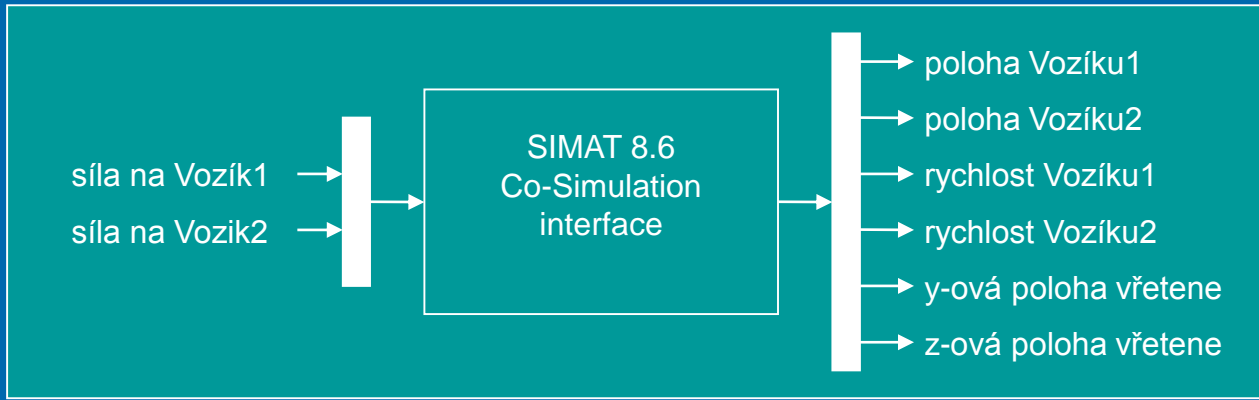 síla na Vozík1
síla na Vozik2
SIMAT 8.6
Co-Simulation
interface
poloha Vozíku1
poloha Vozíku2
rychlost Vozíku1
rychlost Vozíku2
y-ová poloha vřetene
z-ová poloha vřetene